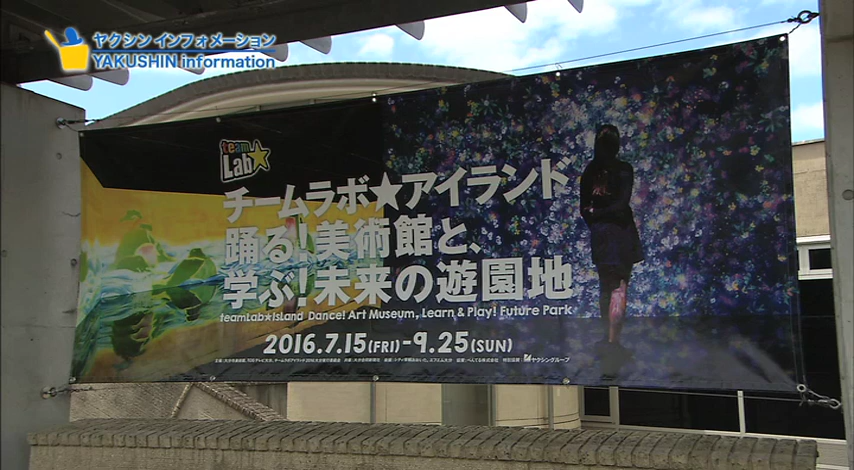 ヤクシン インフォメーション
YAKUSHIN information
team
Lab★
チームラボ★アイランド
踊る!美術館と、
学ぶ!未来の遊園地
teamLab★Island Dance! Art Museum, Learn & Play! Future Park
2016.7.15(FRI)-9.25(SUN)
ヤクシングループ